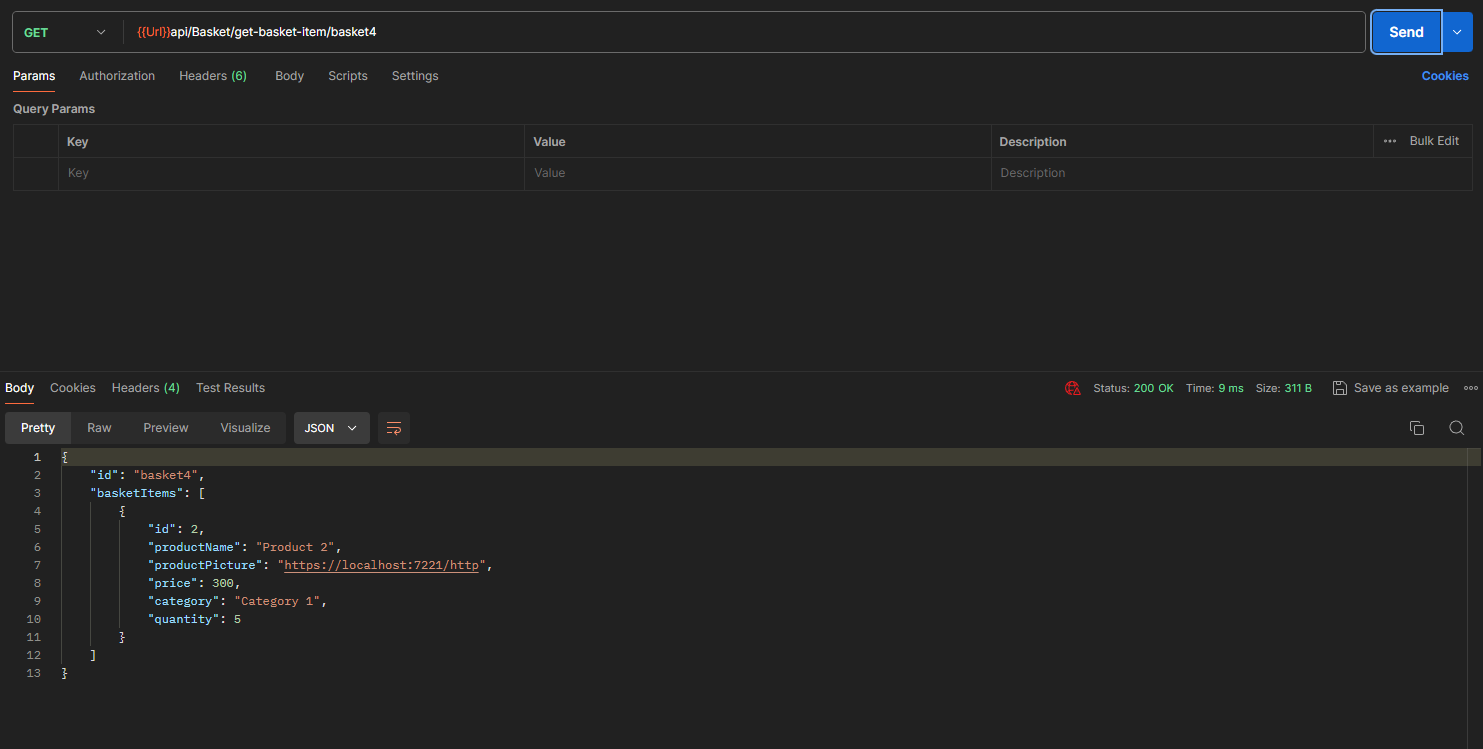 GET {{Url}}api/Basket/get-basket-item/basket4 Send
Params Authorization Headers (6) Body Scripts Settings Cookies
Query Params
Key Value Description ••• Bulk Edit
Key Value Description
Body Cookies Headers (4) Test Results Status: 200 OK Time: 9 ms Size: 311 B Save as example
Pretty Raw Preview Visualize JSON
1 {
2 "id": "basket4",
3 "basketItems": [
4 {
5 "id": 2,
6 "productName": "Product 2",
7 "productPicture": "https://localhost:7221/http",
8 "price": 300,
9 "category": "Category 1",
10 "quantity": 5
11 }
12 ]
13 }